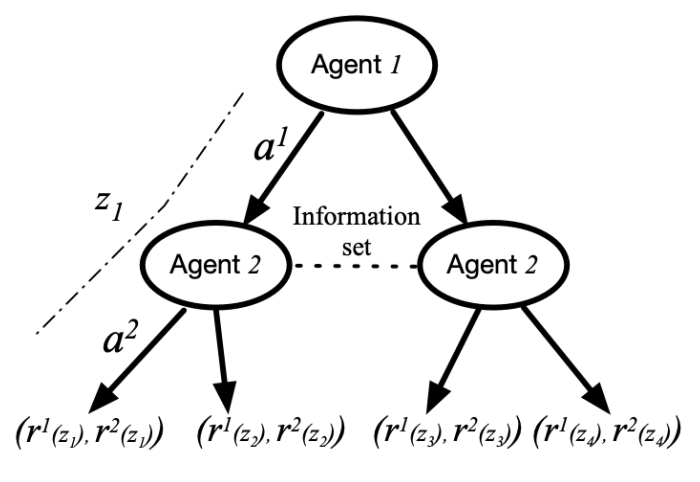 Agent 1
a¹
z₁
Information
set
Agent 2
Agent 2
a²
(r¹(z₁), r²(z₁)) (r¹(z₂), r²(z₂)) (r¹(z₃), r²(z₃)) (r¹(z₄), r²(z₄))